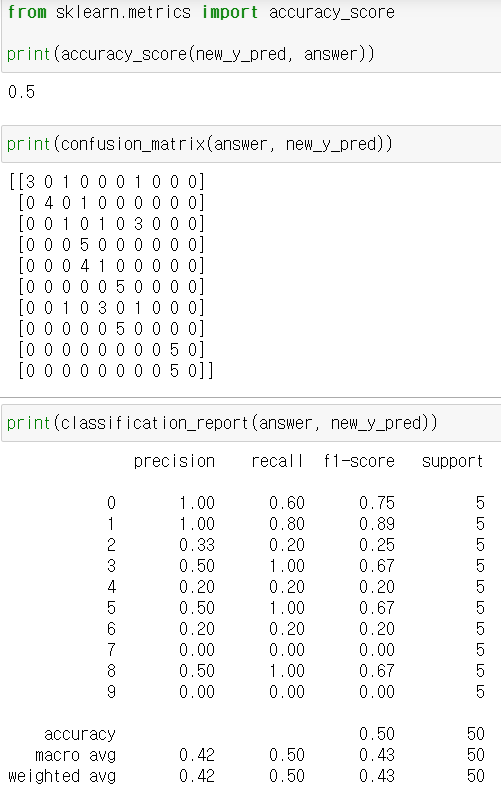 from sklearn.metrics import accuracy_score
print(accuracy_score(new_y_pred, answer))
0.5
print(confusion_matrix(answer, new_y_pred))
[[3 0 1 0 0 0 1 0 0 0]
[0 4 0 1 0 0 0 0 0 0]
[0 0 1 0 1 0 3 0 0 0]
[0 0 0 5 0 0 0 0 0 0]
[0 0 0 4 1 0 0 0 0 0]
[0 0 0 0 0 5 0 0 0 0]
[0 0 1 0 3 0 1 0 0 0]
[0 0 0 0 0 5 0 0 0 0]
[0 0 0 0 0 0 0 0 5 0]
[0 0 0 0 0 0 0 0 5 0]]
print(classification_report(answer, new_y_pred))
precision recall f1-score support
0 1.00 0.60 0.75 5
1 1.00 0.80 0.89 5
2 0.33 0.20 0.25 5
3 0.50 1.00 0.67 5
4 0.20 0.20 0.20 5
5 0.50 1.00 0.67 5
6 0.20 0.20 0.20 5
7 0.00 0.00 0.00 5
8 0.50 1.00 0.67 5
9 0.00 0.00 0.00 5
accuracy 0.50 50
macro avg 0.42 0.50 0.43 50
weighted avg 0.42 0.50 0.43 50